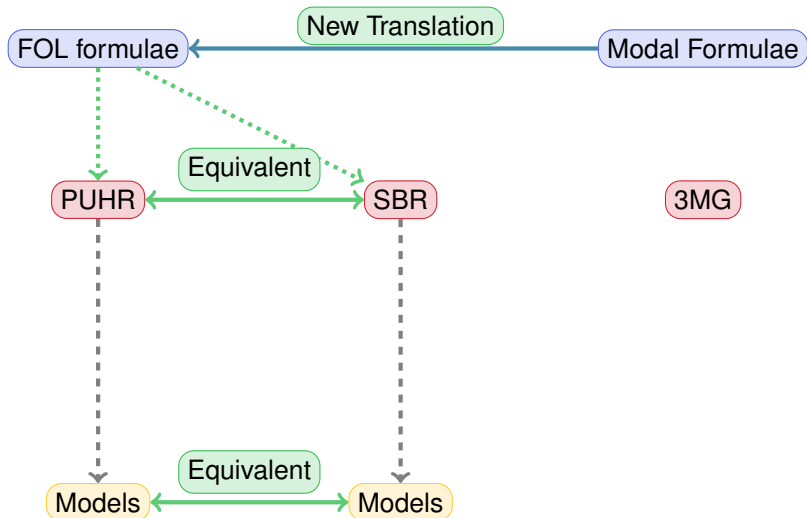 New Translation
FOL formulae
Modal Formulae
Equivalent
PUHR
SBR
3MG
Equivalent
Models
Models